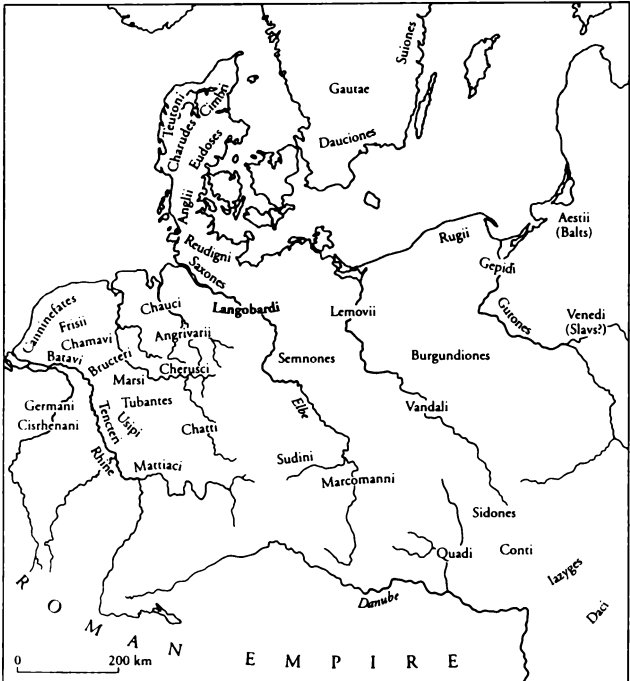 Suiones
Gautae
Dauciones
Teutoni
Cimbri
Charudes
Eudoses
Anglii
Reudigni
Saxones
Aestii
(Balts)
Rugii
Gepidi
Gutones
Venedi
(Slavs?)
Canninefates
Frisii
Chamavi
Batavi
Bructeri
Chauci
Angrivarii
Langobardi
Lemovii
Cherusci
Semnones
Burgundiones
Marsi
Tubantes
Usipi
Tencteri
Germani
Cisrhenani
Chatti
Elbe
Vandali
Rhine
Mattiaci
Sudini
Marcomanni
Sidones
Quadi
Conti
Iazyges
Daci
Danube
ROMAN EMPIRE
0 200 km